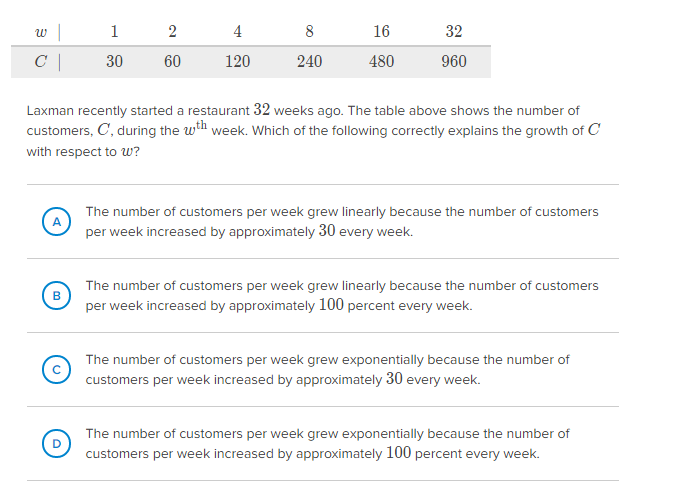 w | 1 2 4 8 16 32
C | 30 60 120 240 480 960
Laxman recently started a restaurant 32 weeks ago. The table above shows the number of
customers, C, during the wth week. Which of the following correctly explains the growth of C
with respect to w?
A The number of customers per week grew linearly because the number of customers
per week increased by approximately 30 every week.
B The number of customers per week grew linearly because the number of customers
per week increased by approximately 100 percent every week.
C The number of customers per week grew exponentially because the number of
customers per week increased by approximately 30 every week.
D The number of customers per week grew exponentially because the number of
customers per week increased by approximately 100 percent every week.